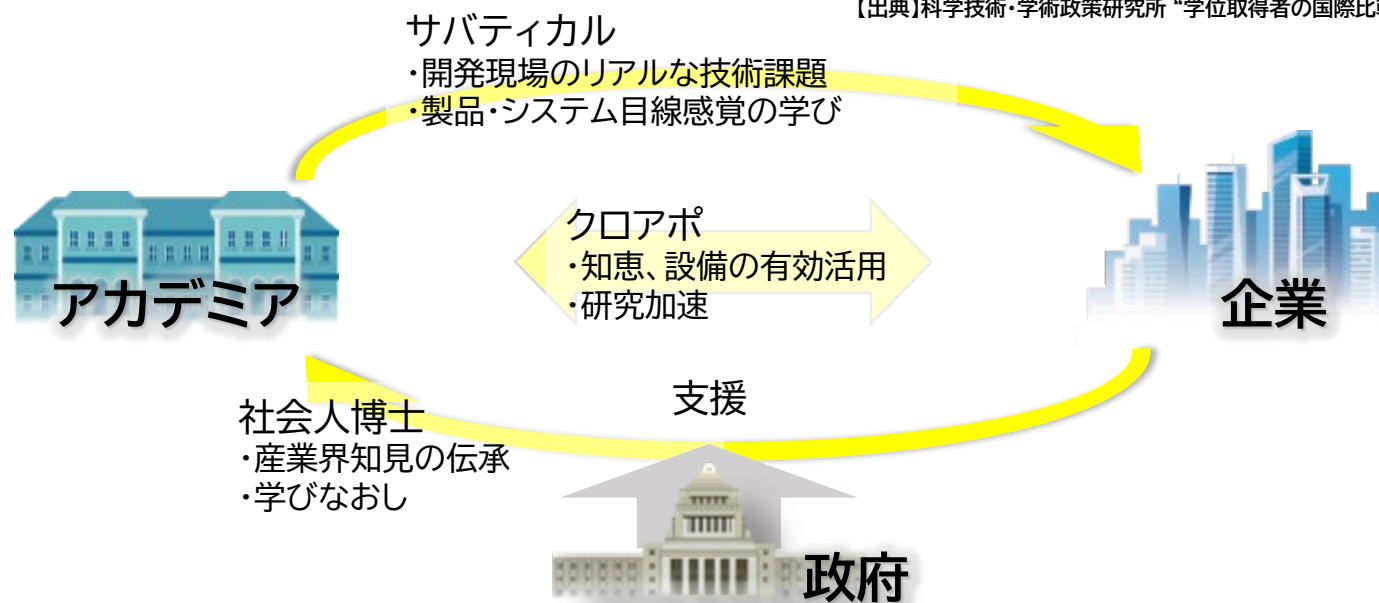 【出典】科学技術・学術政策研究所 “学位取得者の国際比
サバティカル
・開発現場のリアルな技術課題
・製品・システム目線感覚の学び
クロアポ
・知恵、設備の有効活用
・研究加速
アカデミア
企業
支援
社会人博士
・産業界知見の伝承
・学びなおし
政府